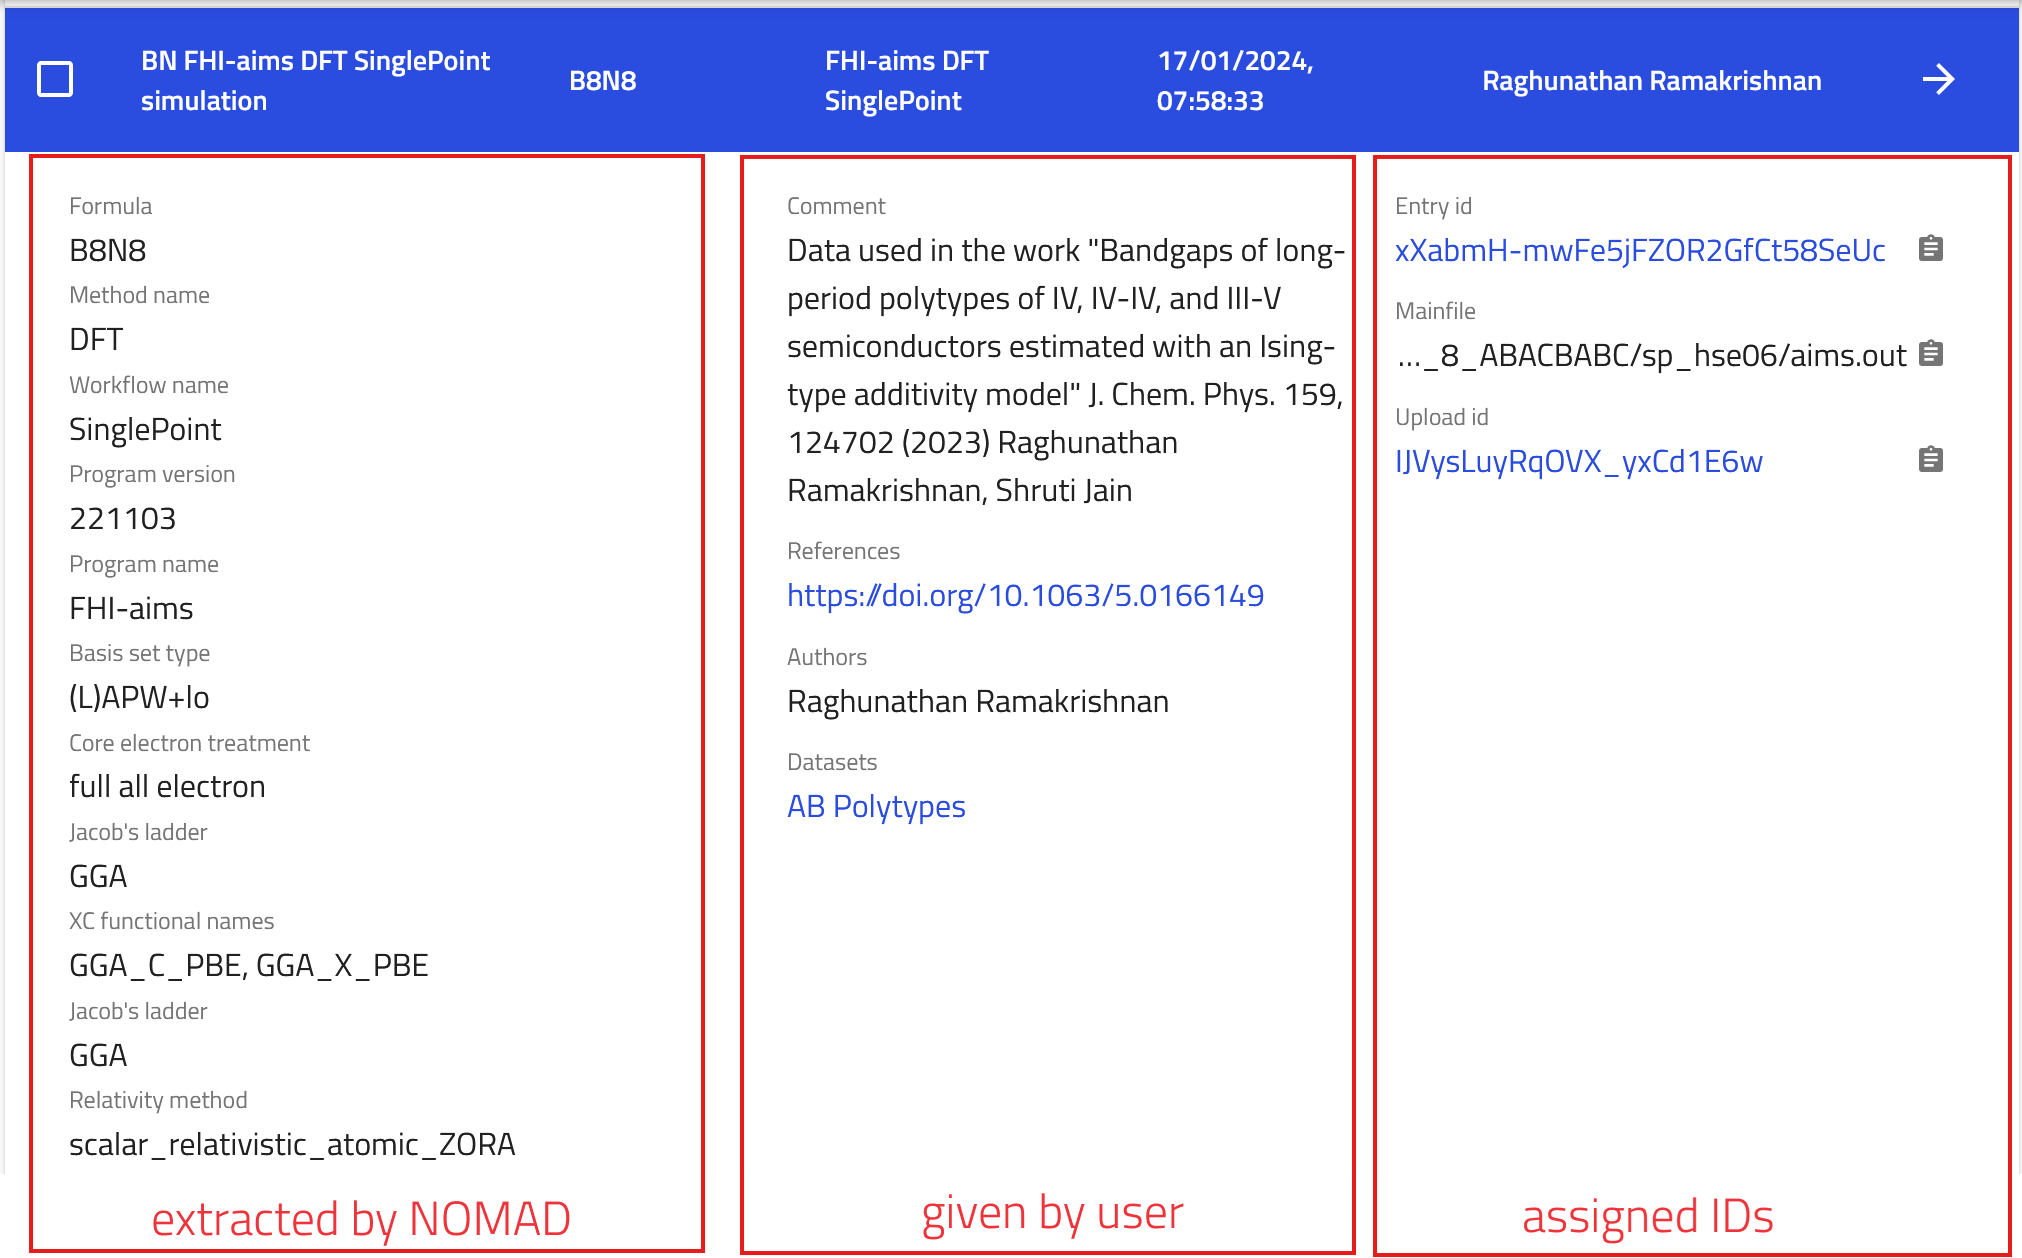 BN FHI-aims DFT SinglePoint
simulation
B8N8
FHI-aims DFT
SinglePoint
17/01/2024,
07:58:33
Raghunathan Ramakrishnan
Formula
B8N8
Method name
DFT
Workflow name
SinglePoint
Program version
221103
Program name
FHI-aims
Basis set type
(L)APW+lo
Core electron treatment
full all electron
Jacob's ladder
GGA
XC functional names
GGA_C_PBE, GGA_X_PBE
Jacob's ladder
GGA
Relativity method
scalar_relativistic_atomic_ZORA
extracted by NOMAD
Comment
Data used in the work "Bandgaps of long-
period polytypes of IV, IV-IV, and III-V
semiconductors estimated with an Ising-
type additivity model" J. Chem. Phys. 159,
124702 (2023) Raghunathan
Ramakrishnan, Shruti Jain
References
https://doi.org/10.1063/5.0166149
Authors
Raghunathan Ramakrishnan
Datasets
AB Polytypes
given by user
Entry id
xXabmH-mwFe5jFZOR2GfCt58SeUc
Mainfile
..._8_ABACBABC/sp_hse06/aims.out
Upload id
IJVysLuyRqOVX_yxCd1E6w
assigned IDs